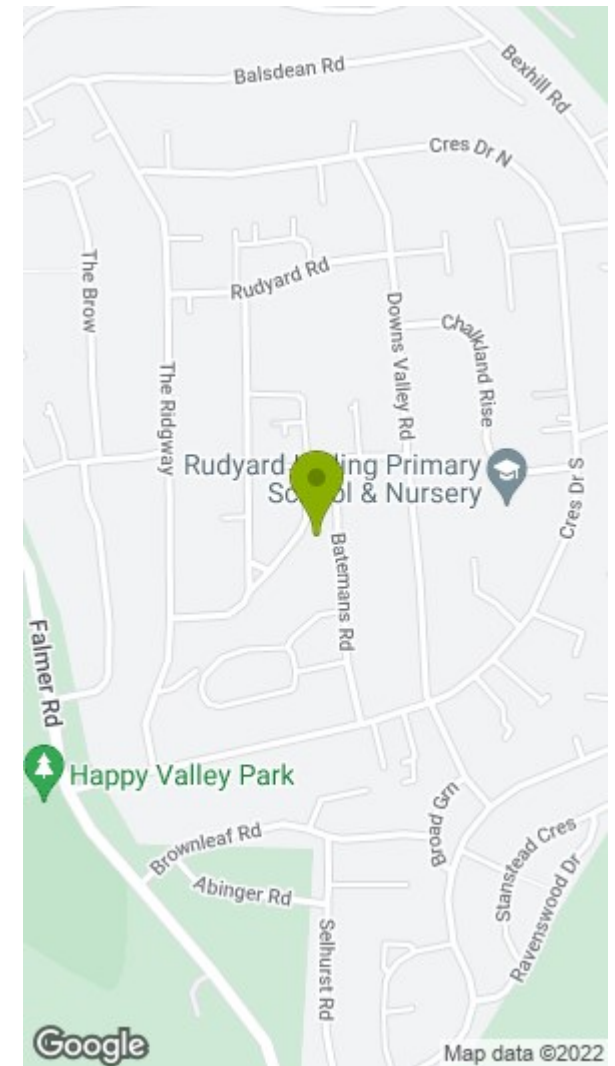 Balsdean Rd
Bexhill Rd
Cres Dr N
The Brow
Rudyard Rd
Downs Valley Rd
Chalkland Rise
The Ridgway
Rudyard ling Primary
School & Nursery
Cres Dr S
Batemans Rd
Falmer Rd
Happy Valley Park
Broad Grn
Brownleaf Rd
Stanstead Cres
Abinger Rd
Ravenswood Dr
Selhurst Rd
Google
Map data ©2022